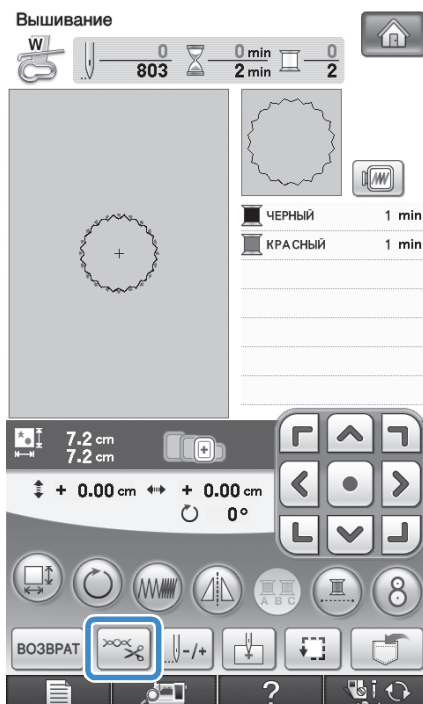 Вышивание
W
0 0 min 0
803 2 min 2
ЧЕРНЫЙ 1 min
КРАСНЫЙ 1 min
7.2 cm
7.2 cm
+ 0.00 cm + 0.00 cm
0°
A B C
8
ВОЗВРАТ -/+
?